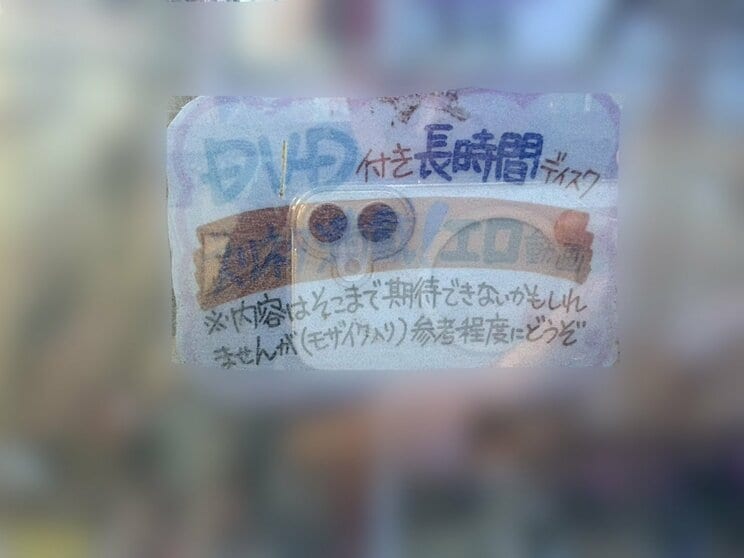 DVD付き長時間ディスク
！エロ動画
※内容はそこまで期待できないかもしれ
ませんが(モザイク入り)参考程度にどうぞ